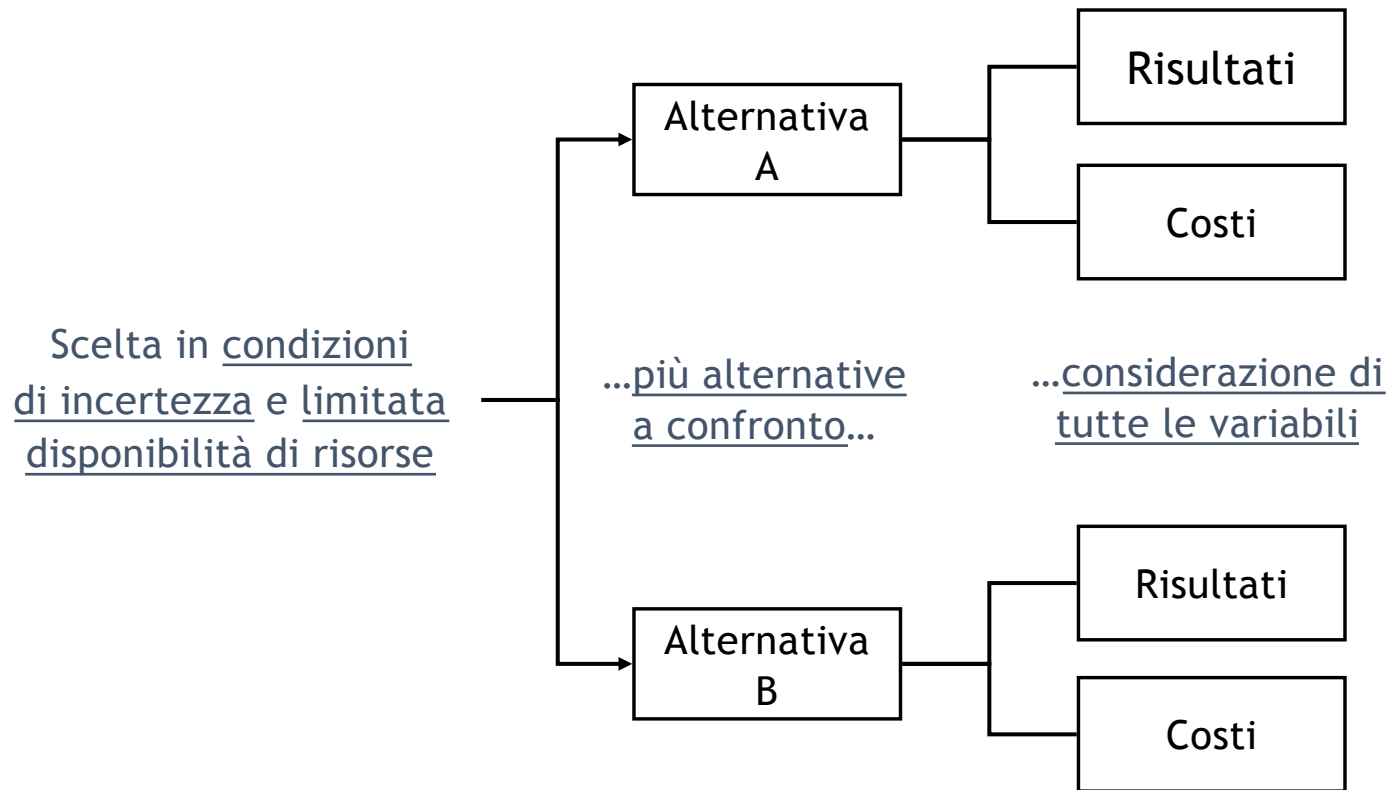 Risultati
Alternativa
A
Costi
Scelta in condizioni
di incertezza e limitata
disponibilità di risorse
…più alternative
a confronto…
…considerazione di
tutte le variabili
Risultati
Alternativa
B
Costi